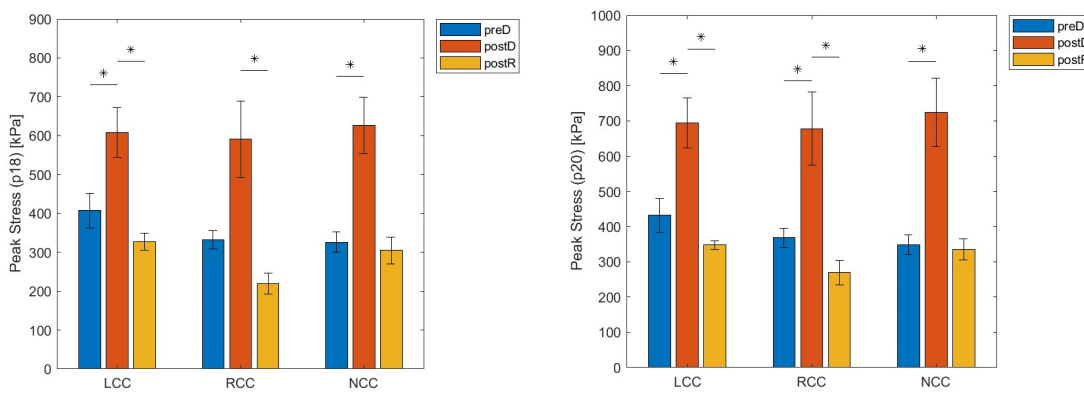 Peak Stress (p18) [kPa]
900
800
700
600
500
400
300
200
100
0
*
*
*
*
LCC
RCC
NCC
preD
postD
postR
Peak Stress (p20) [kPa]
1000
900
800
700
600
500
400
300
200
100
0
*
*
*
*
*
LCC
RCC
NCC
preD
postD
postR